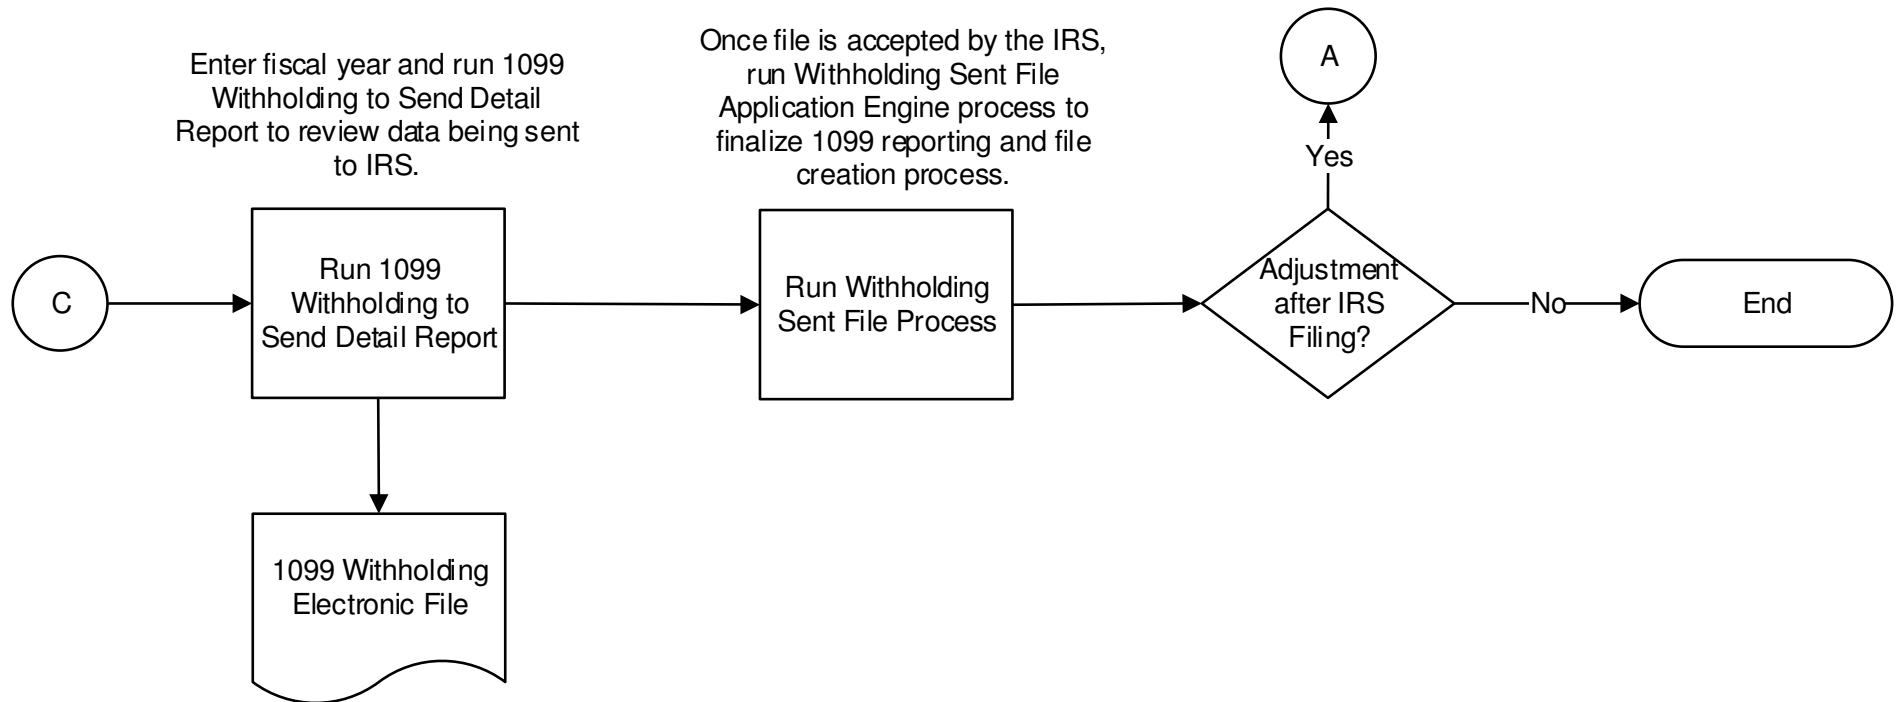 Enter fiscal year and run 1099
Withholding to Send Detail
Report to review data being sent
to IRS.
Once file is accepted by the IRS,
run Withholding Sent File
Application Engine process to
finalize 1099 reporting and file
creation process.
A
Yes
C
Run 1099
Withholding to
Send Detail Report
Run Withholding
Sent File Process
Adjustment
after IRS
Filing?
No
End
1099 Withholding
Electronic File